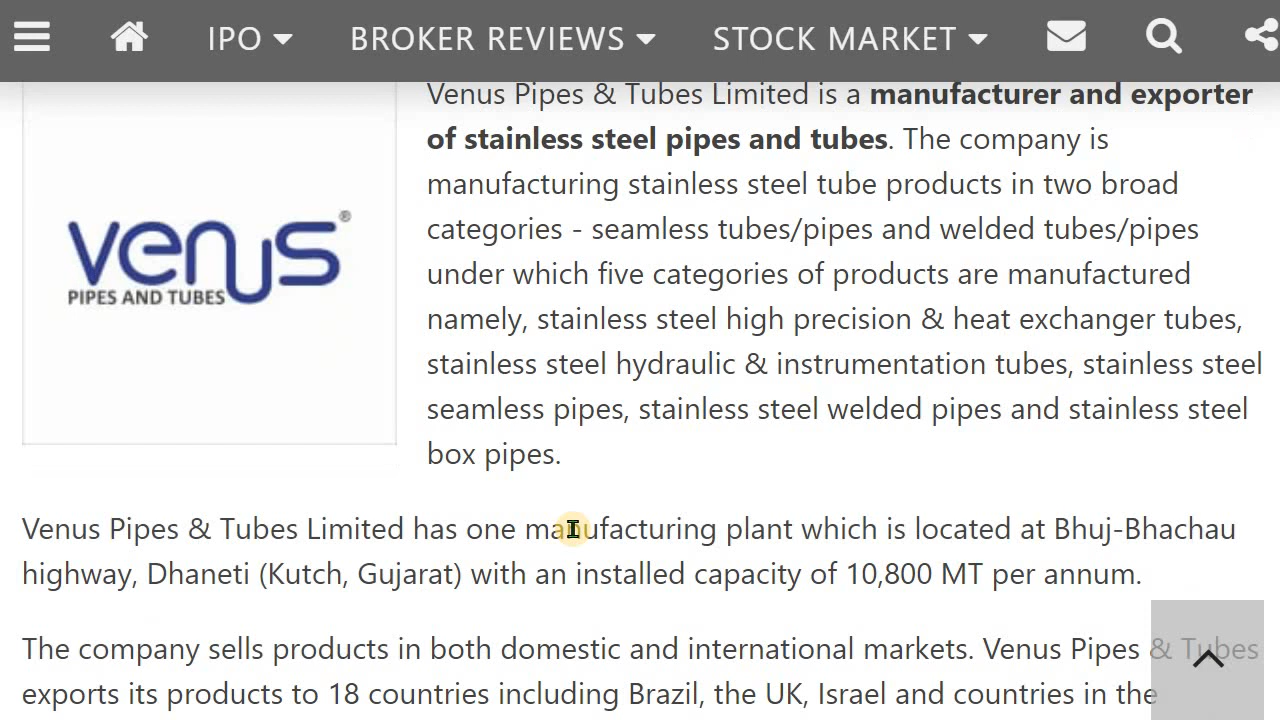 IPO BROKER REVIEWS STOCK MARKET
Venus Pipes & Tubes Limited is a manufacturer and exporter
of stainless steel pipes and tubes. The company is
manufacturing stainless steel tube products in two broad
categories - seamless tubes/pipes and welded tubes/pipes
under which five categories of products are manufactured
namely, stainless steel high precision & heat exchanger tubes,
stainless steel hydraulic & instrumentation tubes, stainless steel
seamless pipes, stainless steel welded pipes and stainless steel
box pipes.
venus®
PIPES AND TUBES
Venus Pipes & Tubes Limited has one manufacturing plant which is located at Bhuj-Bhachau
highway, Dhaneti (Kutch, Gujarat) with an installed capacity of 10,800 MT per annum.
The company sells products in both domestic and international markets. Venus Pipes & Tubes
exports its products to 18 countries including Brazil, the UK, Israel and countries in the